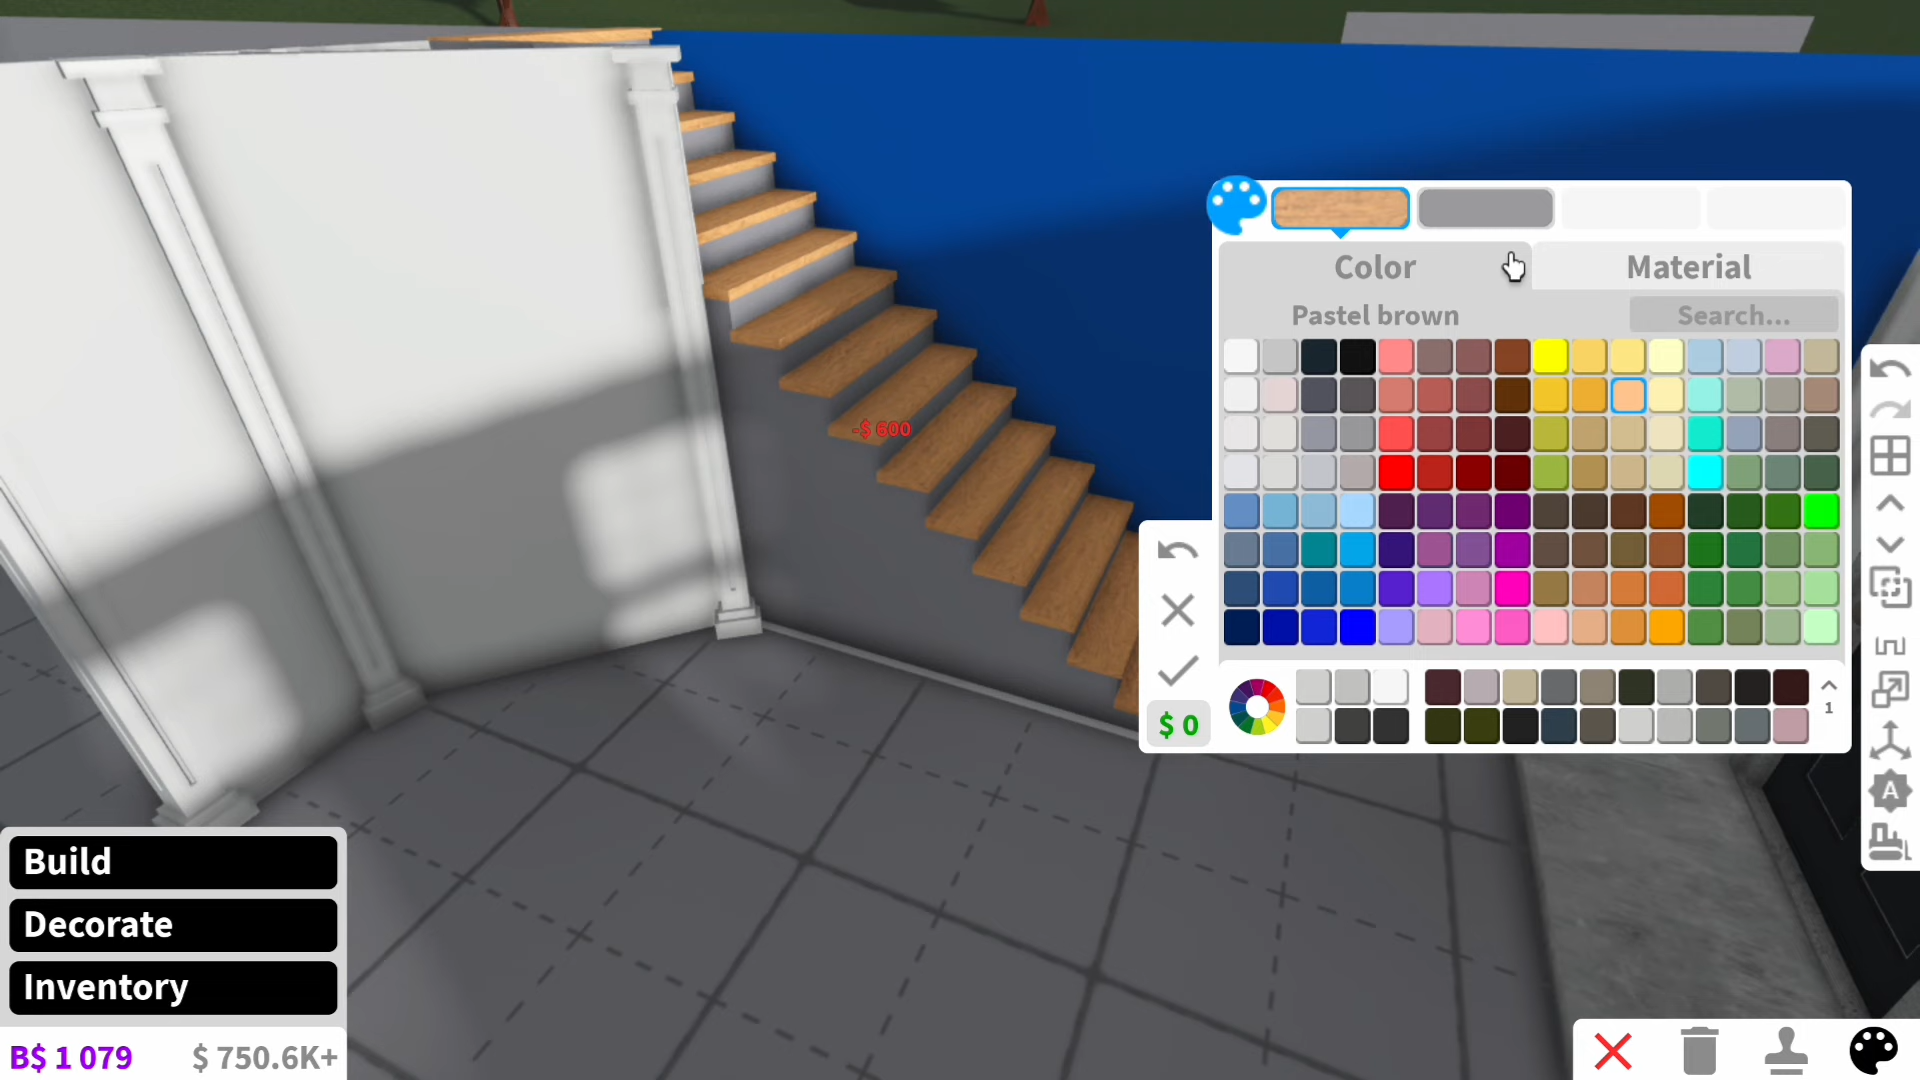 -$ 600
Color
Material
Pastel brown
Search...
1
$ 0
A
Build
Decorate
Inventory
B$ 1 079
$ 750.6K+